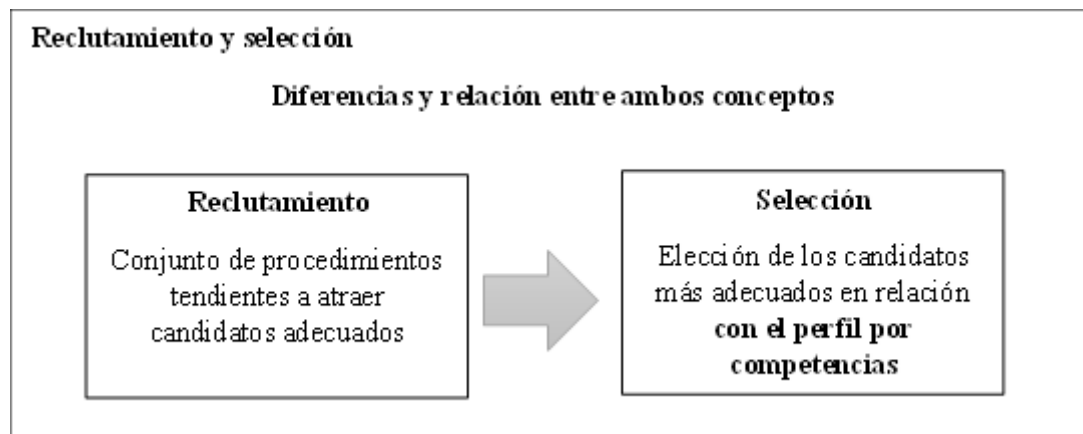 Reclutamiento y selección
Diferencias y relación entre ambos conceptos
Reclutamiento
Conjunto de procedimientos
tendientes a atraer
candidatos adecuados
Selección
Elección de los candidatos
más adecuados en relación
con el perfil por
competencias